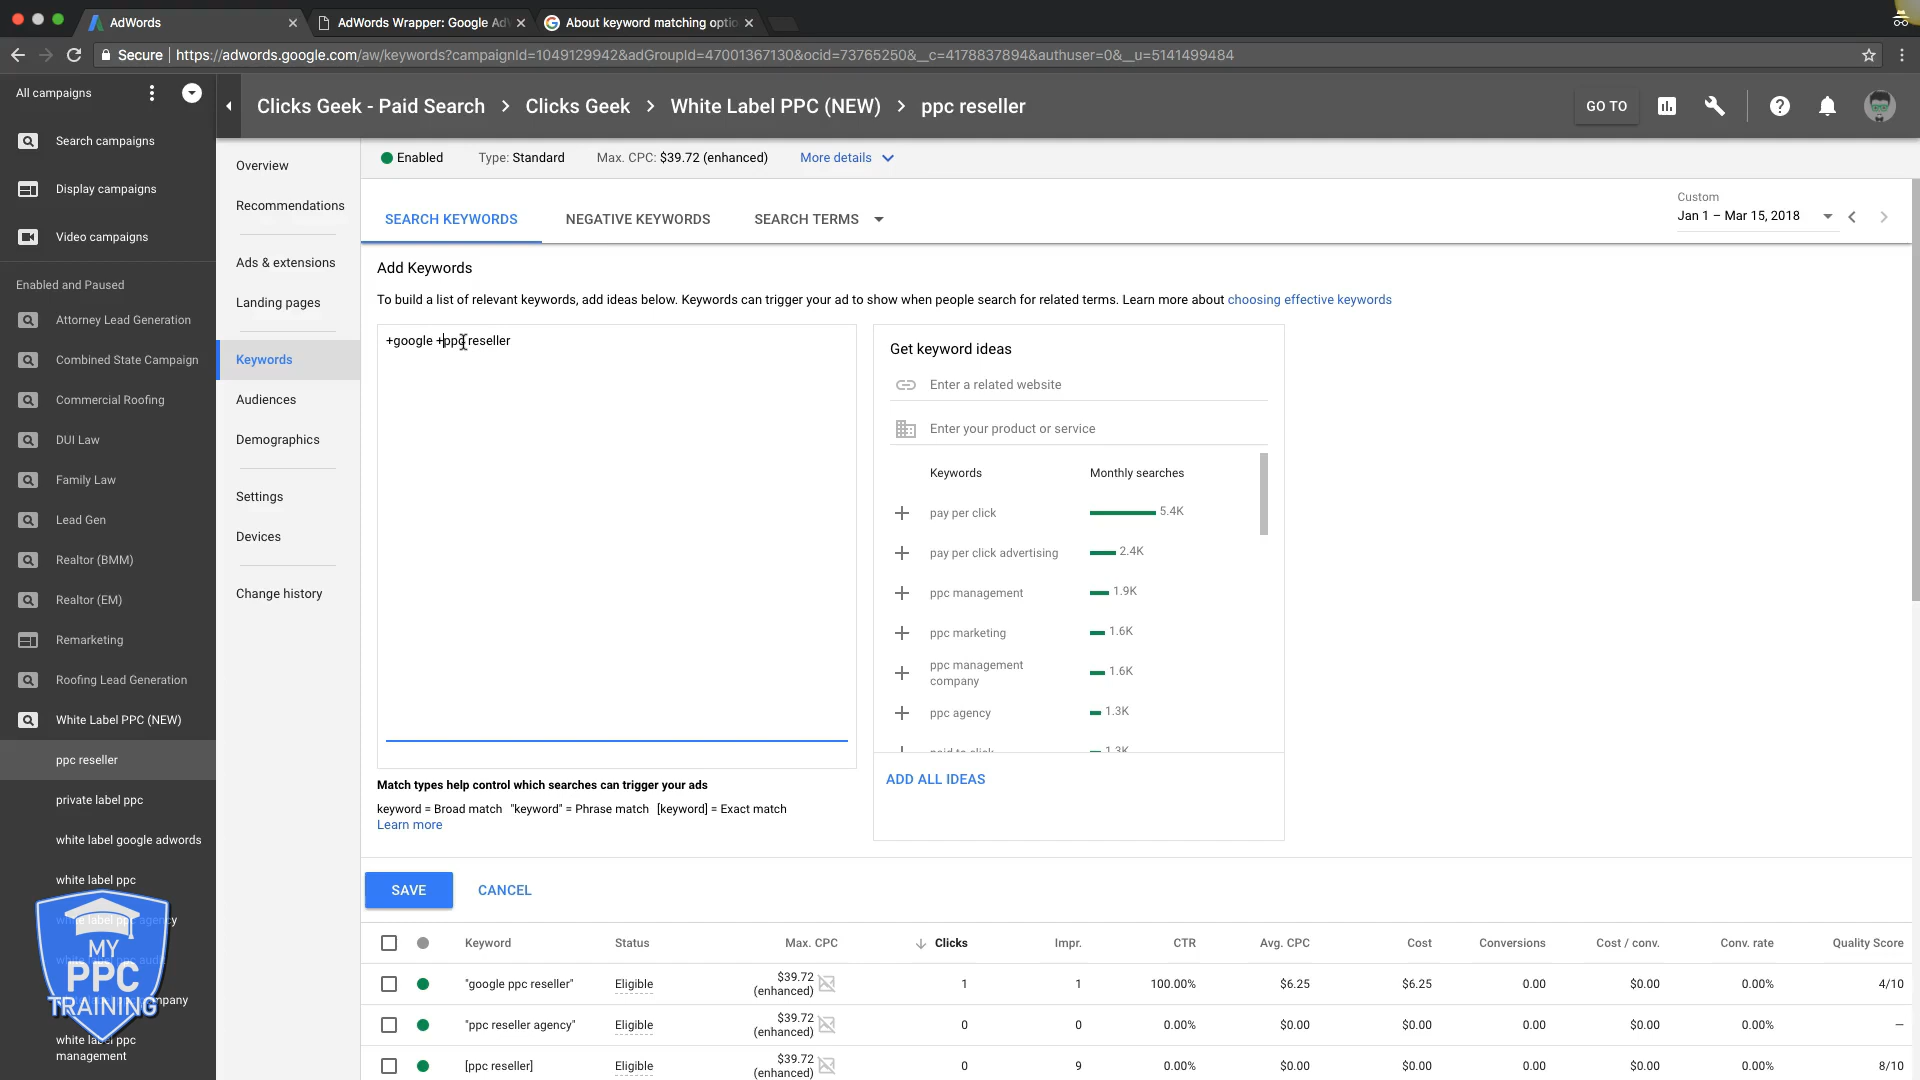 AdWords
AdWords Wrapper: Google Ad
About keyword matching optio
Secure
https://adwords.google.com/aw/keywords?campaignId=1049129942&adGroupId=47001367130&ocid=73765250&__c=4178837894&authuser=0&__u=5141499484
All campaigns
Clicks Geek - Paid Search > Clicks Geek > White Label PPC (NEW) > ppc reseller
GO TO
Search campaigns
Display campaigns
Video campaigns
Enabled and Paused
Attorney Lead Generation
Combined State Campaign
Commercial Roofing
DUI Law
Family Law
Lead Gen
Realtor (BMM)
Realtor (EM)
Remarketing
Roofing Lead Generation
White Label PPC (NEW)
ppc reseller
private label ppc
white label google adwords
white label ppc
white label ppc agency
white label ppc audit
company
white label ppc
management
MY
PPC
TRAINING
Overview
Recommendations
Ads & extensions
Landing pages
Keywords
Audiences
Demographics
Settings
Devices
Change history
Enabled Type: Standard Max. CPC: $39.72 (enhanced) More details
SEARCH KEYWORDS NEGATIVE KEYWORDS SEARCH TERMS
Custom
Jan 1 – Mar 15, 2018
Add Keywords
To build a list of relevant keywords, add ideas below. Keywords can trigger your ad to show when people search for related terms. Learn more about choosing effective keywords
+google +ppc reseller
Get keyword ideas
Enter a related website
Enter your product or service
Keywords Monthly searches
pay per click 5.4K
pay per click advertising 2.4K
ppc management 1.9K
ppc marketing 1.6K
ppc management
company 1.6K
ppc agency 1.3K
paid to click 1.3K
ADD ALL IDEAS
Match types help control which searches can trigger your ads
keyword = Broad match "keyword" = Phrase match [keyword] = Exact match
Learn more
SAVE CANCEL
Keyword Status Max. CPC Clicks Impr. CTR Avg. CPC Cost Conversions Cost / conv. Conv. rate Quality Score
"google ppc reseller" Eligible $39.72 (enhanced) 1 1 100.00% $6.25 $6.25 0.00 $0.00 0.00% 4/10
"ppc reseller agency" Eligible $39.72 (enhanced) 0 0 0.00% $0.00 $0.00 0.00 $0.00 0.00% —
[ppc reseller] Eligible $39.72 (enhanced) 0 9 0.00% $0.00 $0.00 0.00 $0.00 0.00% 8/10